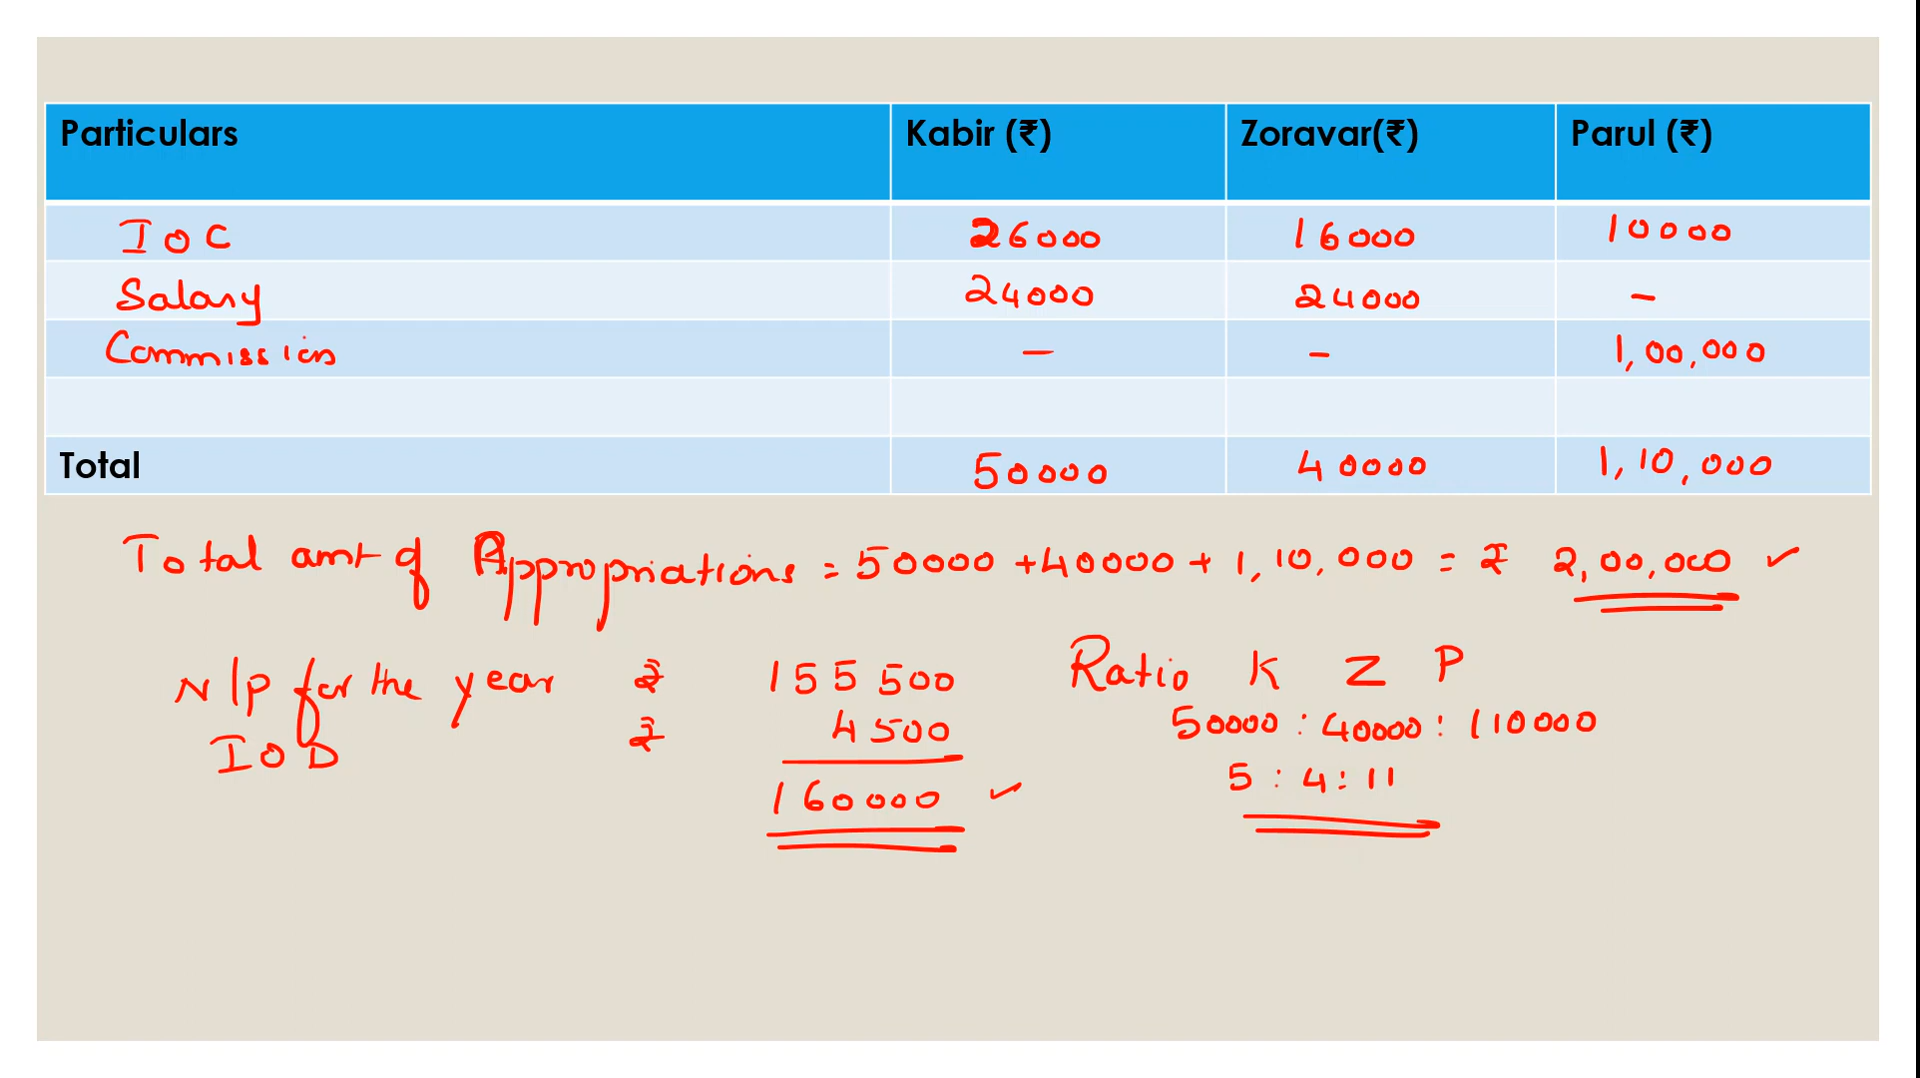 Particulars Kabir (₹) Zoravar(₹) Parul (₹)
IOC 26000 16000 10000
Salary 24000 24000 -
Commission - - 1,00,000
Total 50000 40000 1,10,000
Total amt of Appropriations = 50000 + 40000 + 1,10,000 = ₹ 2,00,000 ✓
N/P for the year ₹ 155500
IOD ₹ 4500
160000 ✓
Ratio K Z P
50000 : 40000 : 110000
5 : 4 : 11